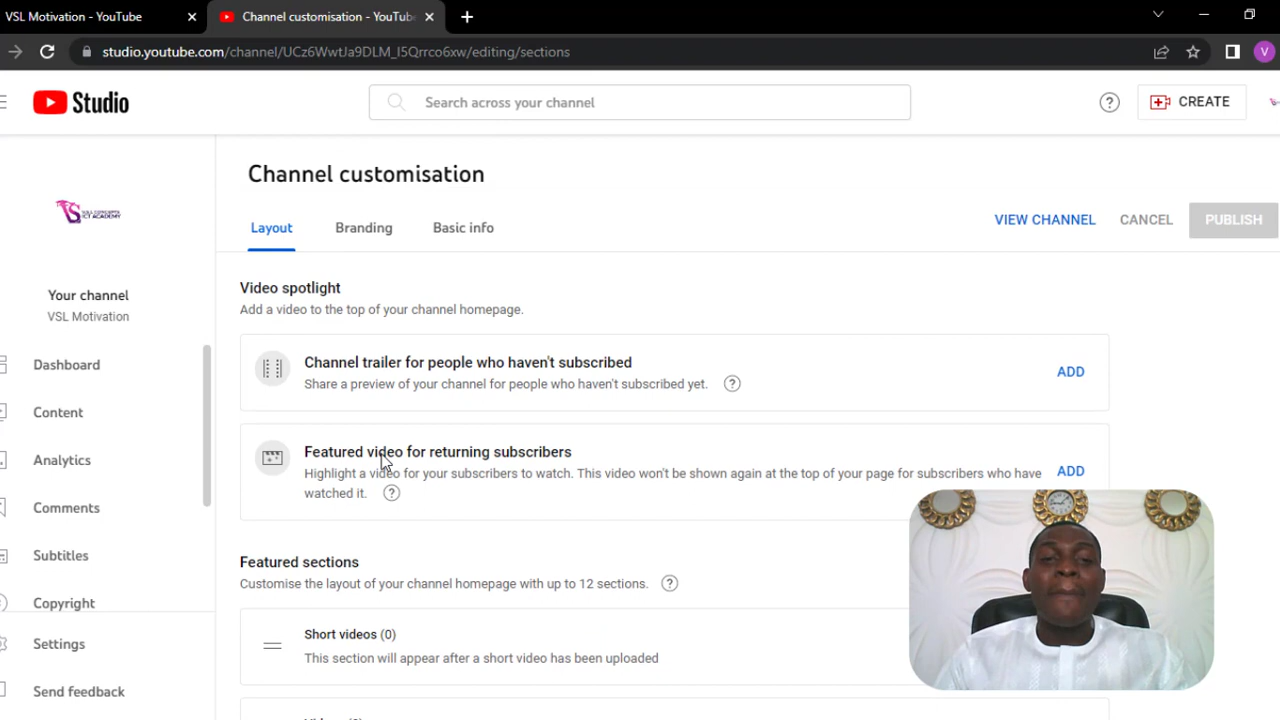 VSL Motivation - YouTube
Channel customisation - YouTube
studio.youtube.com/channel/UCz6WwtJa9DLM_I5Qrrco6xw/editing/sections
V
Studio
Search across your channel
CREATE
Channel customisation
Layout
Branding
Basic info
VIEW CHANNEL
CANCEL
PUBLISH
Your channel
VSL Motivation
Dashboard
Content
Analytics
Comments
Subtitles
Copyright
Settings
Send feedback
Video spotlight
Add a video to the top of your channel homepage.
Channel trailer for people who haven't subscribed
Share a preview of your channel for people who haven't subscribed yet.
ADD
Featured video for returning subscribers
Highlight a video for your subscribers to watch. This video won't be shown again at the top of your page for subscribers who have
watched it.
ADD
Featured sections
Customise the layout of your channel homepage with up to 12 sections.
Short videos (0)
This section will appear after a short video has been uploaded